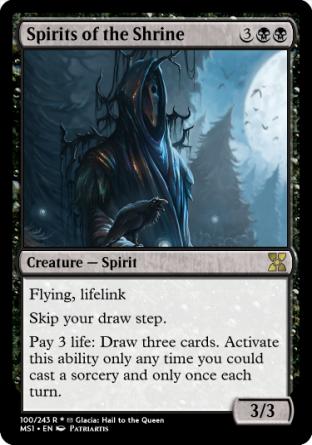 Spirits of the Shrine 3
Creature — Spirit
Flying, lifelink
Skip your draw step.
Pay 3 life: Draw three cards. Activate
this ability only any time you could
cast a sorcery and only once each
turn.
3/3
100/243 R * Glacia: Hail to the Queen
MS1 • EN Patriartis